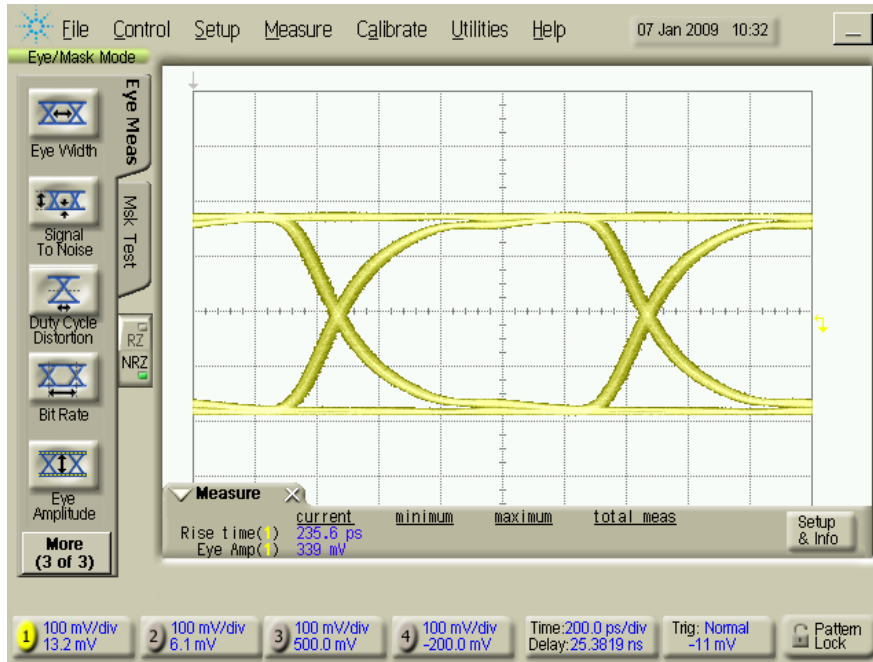 File Control Setup Measure Calibrate Utilities Help 07 Jan 2009 10:32
Eye/Mask Mode
Eye Meas
Msk Test
Eye Width
Signal
To Noise
Duty Cycle
Distortion
RZ
NRZ
Bit Rate
Eye
Amplitude
More
(3 of 3)
Measure
current minimum maximum total meas
Rise time(1) 235.6 ps
Eye Amp(1) 339 mV
Setup
& Info
1 100 mV/div
13.2 mV
2 100 mV/div
6.1 mV
3 100 mV/div
500.0 mV
4 100 mV/div
-200.0 mV
Time:200.0 ps/div
Delay:25.3819 ns
Trig: Normal
-11 mV
Pattern
Lock